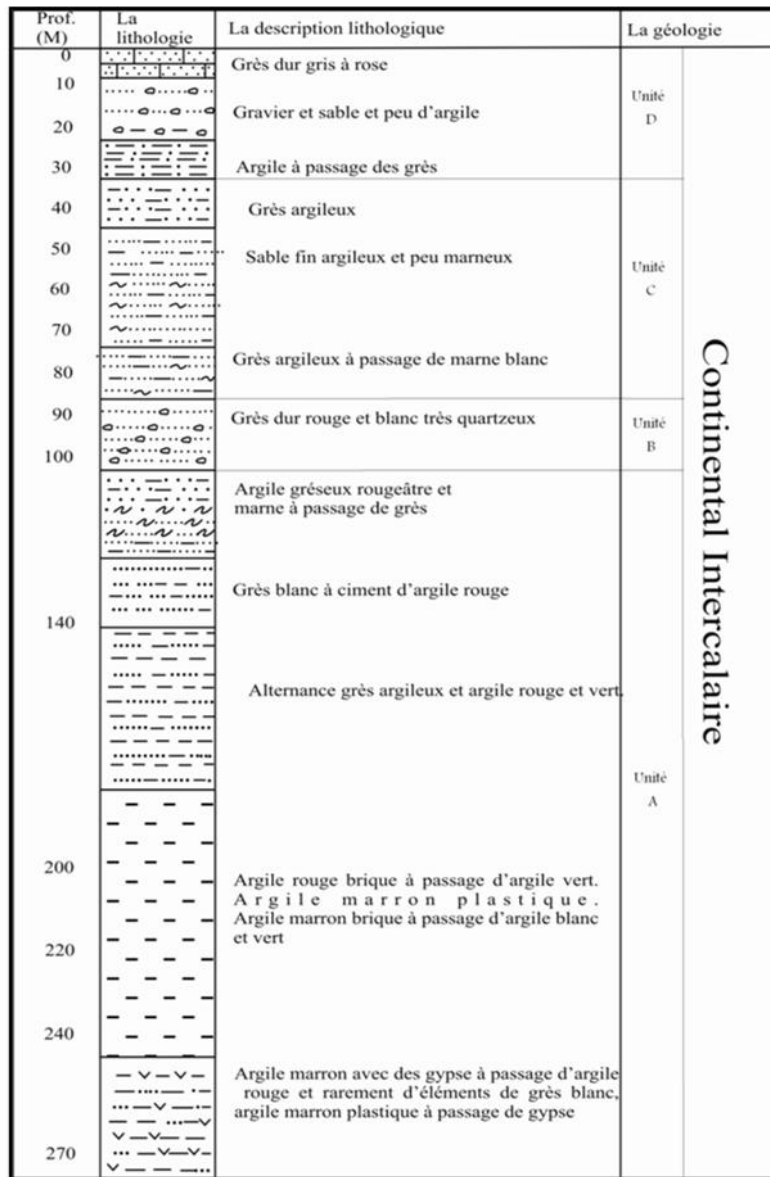 Prof. (M)
La lithologie
La description lithologique
La géologie
0
Grès dur gris à rose
10
Gravier et sable et peu d'argile
Unité D
20
30
Argile à passage des grès
40
Grès argileux
50
Sable fin argileux et peu marneux
Unité C
60
70
Grès argileux à passage de marne blanc
80
90
Grès dur rouge et blanc très quartzeux
Unité B
100
Argile gréseux rougeâtre et
marne à passage de grès
Grès blanc à ciment d'argile rouge
140
Alternance grès argileux et argile rouge et vert.
Unité A
200
Argile rouge brique à passage d'argile vert.
Argile marron plastique.
Argile marron brique à passage d'argile blanc
et vert
220
240
Argile marron avec des gypse à passage d'argile
rouge et rarement d'éléments de grès blanc,
argile marron plastique à passage de gypse
270
Continental Intercalaire